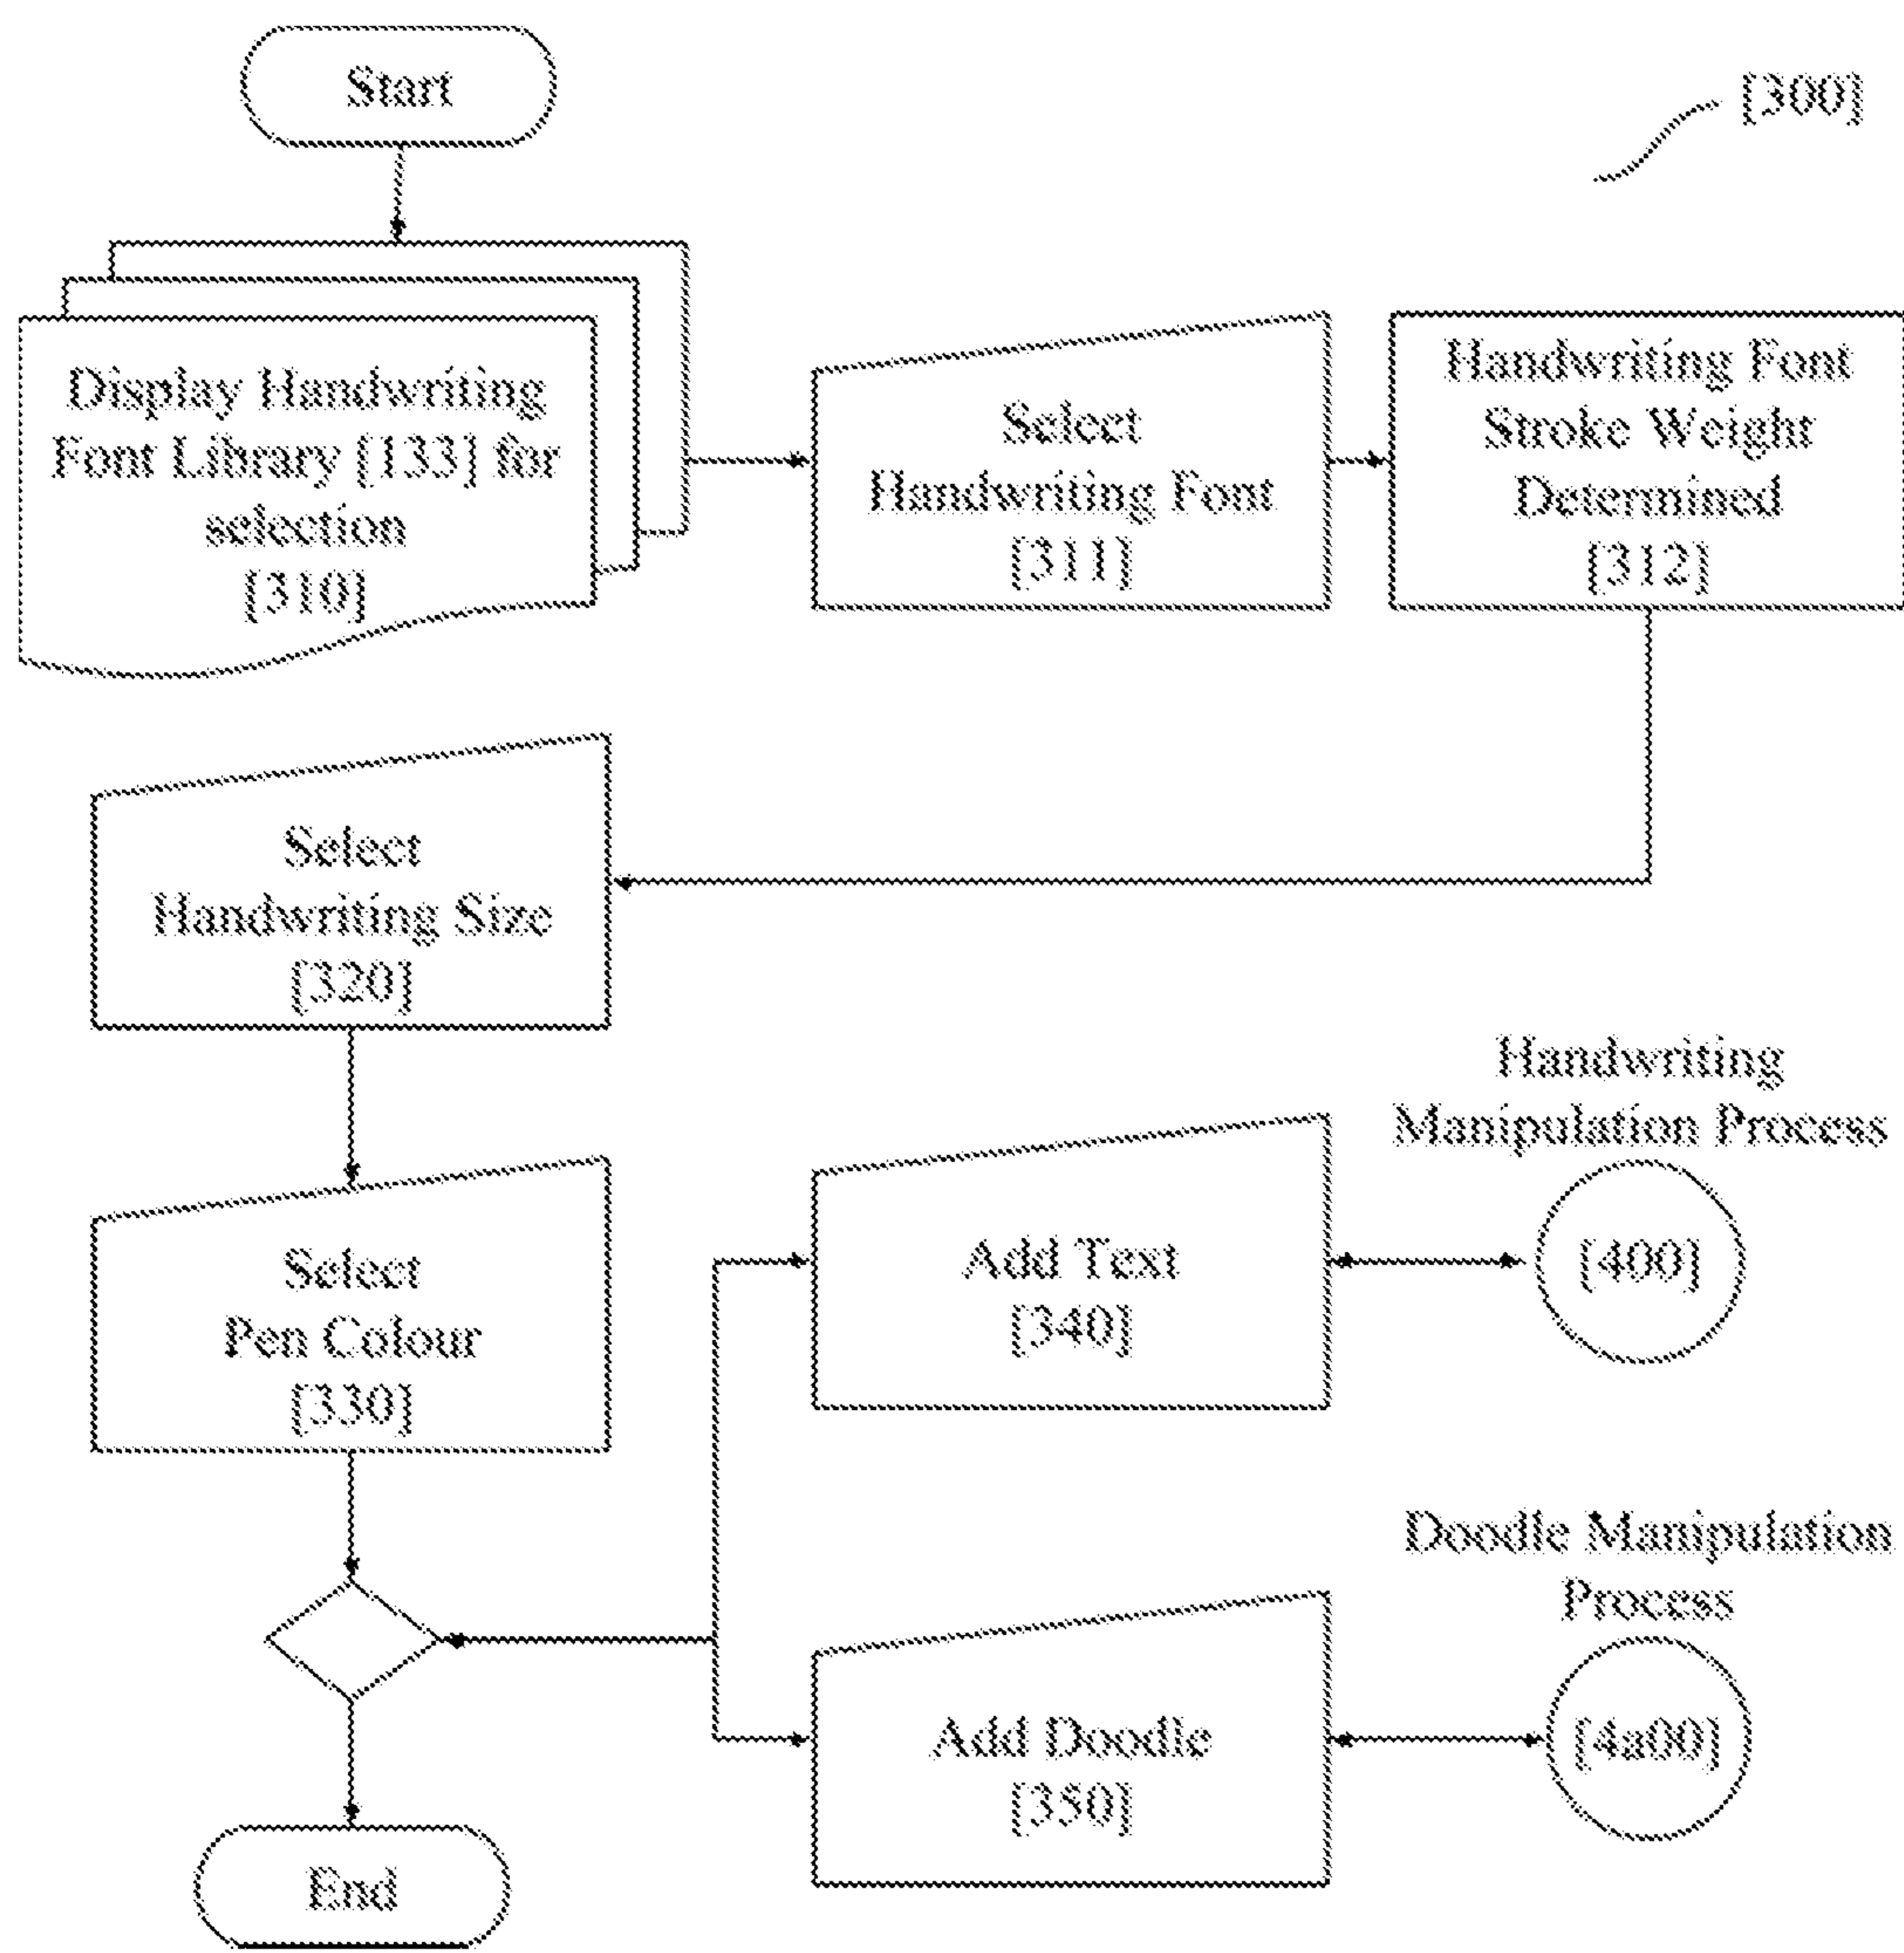 Start
[300]
Display Handwriting
Font Library [133] for
selection
[310]
Select
Handwriting Font
[311]
Handwriting Font
Stroke Weight
Determined
[312]
Select
Handwriting Size
[320]
Select
Pen Colour
[330]
Add Text
[340]
Handwriting
Manipulation Process
[400]
Add Doodle
[350]
Doodle Manipulation
Process
[4a00]
End